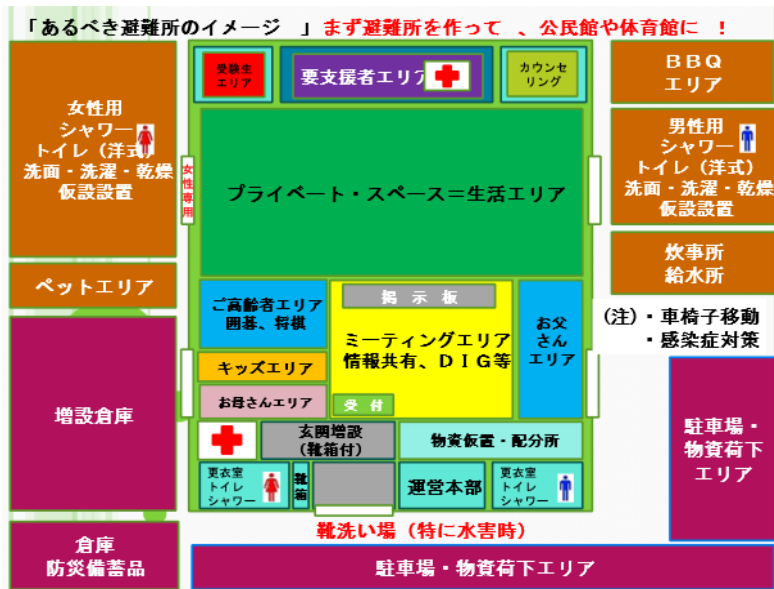 「あるべき避難所のイメージ 」まず避難所を作って 、公民館や体育館に !
受験生
エリア
要支援者エリア
カウンセ
リング
BBQ
エリア
女性用
シャワー
トイレ(洋式)
洗面・洗濯・乾燥
仮設設置
女性専用
プライベート・スペース=生活エリア
男性用
シャワー
トイレ(洋式)
洗面・洗濯・乾燥
仮設設置
炊事所
給水所
ペットエリア
ご高齢者エリア
囲碁、将棋
掲 示 板
ミーティングエリア
情報共有、DIG等
お父
さん
エリア
(注)・車椅子移動
・感染症対策
キッズエリア
お母さんエリア
受 付
増設倉庫
駐車場・
物資荷下
エリア
玄関増設
(靴箱付)
物資仮置・配分所
更衣室
トイレ
シャワー
靴
箱
運営本部
更衣室
トイレ
シャワー
靴洗い場(特に水害時)
倉庫
防災備蓄品
駐車場・物資荷下エリア